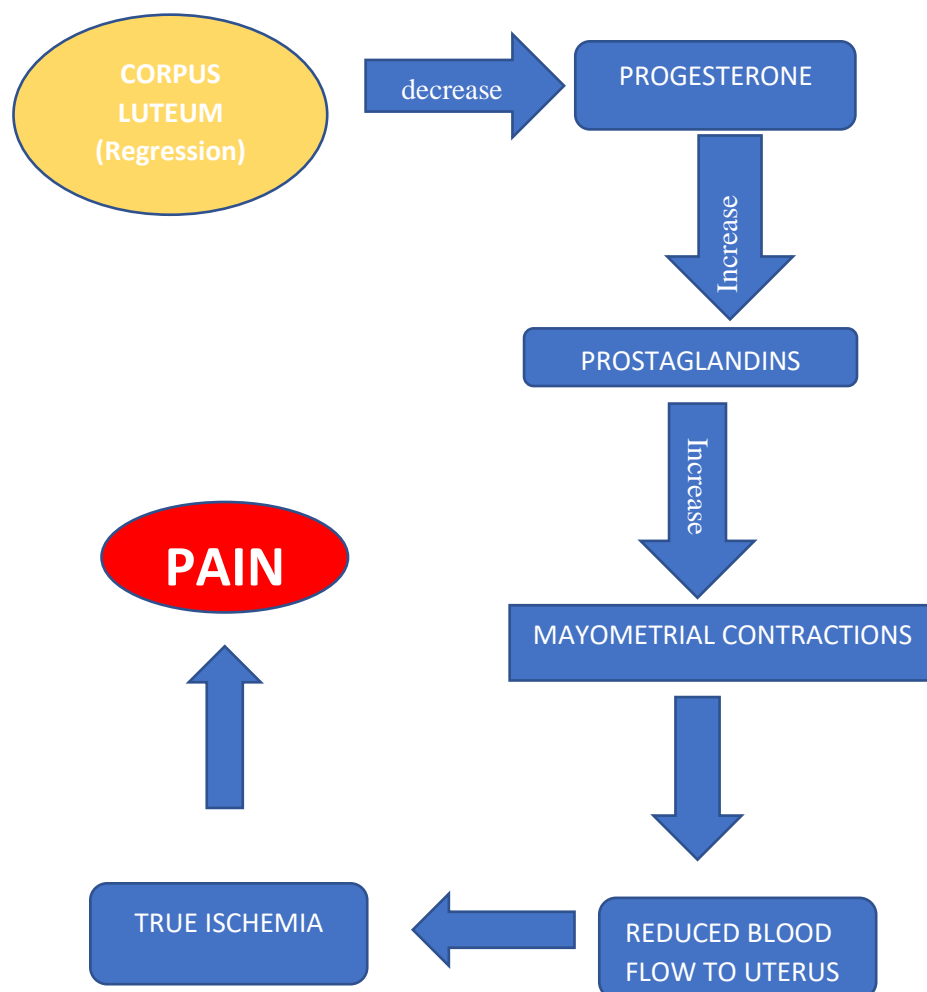 CORPUS
LUTEUM
(Regression)
decrease
PROGESTERONE
Increase
PROSTAGLANDINS
Increase
MAYOMETRIAL CONTRACTIONS
REDUCED BLOOD
FLOW TO UTERUS
TRUE ISCHEMIA
PAIN